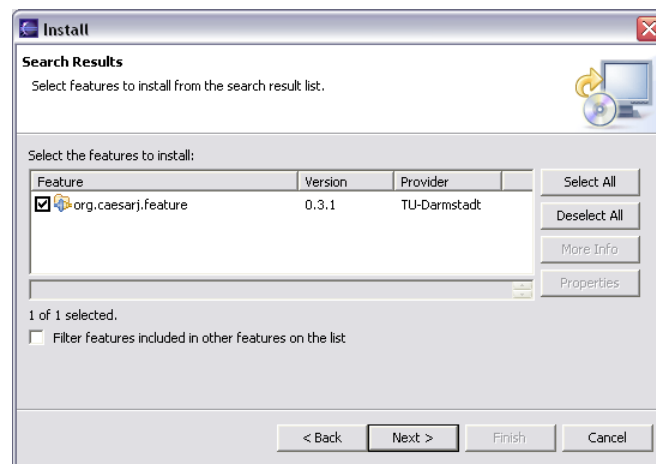 Install
Search Results
Select features to install from the search result list.
Select the features to install:
Feature Version Provider
org.caesarj.feature 0.3.1 TU-Darmstadt
Select All
Deselect All
More Info
Properties
1 of 1 selected.
Filter features included in other features on the list
< Back Next > Finish Cancel